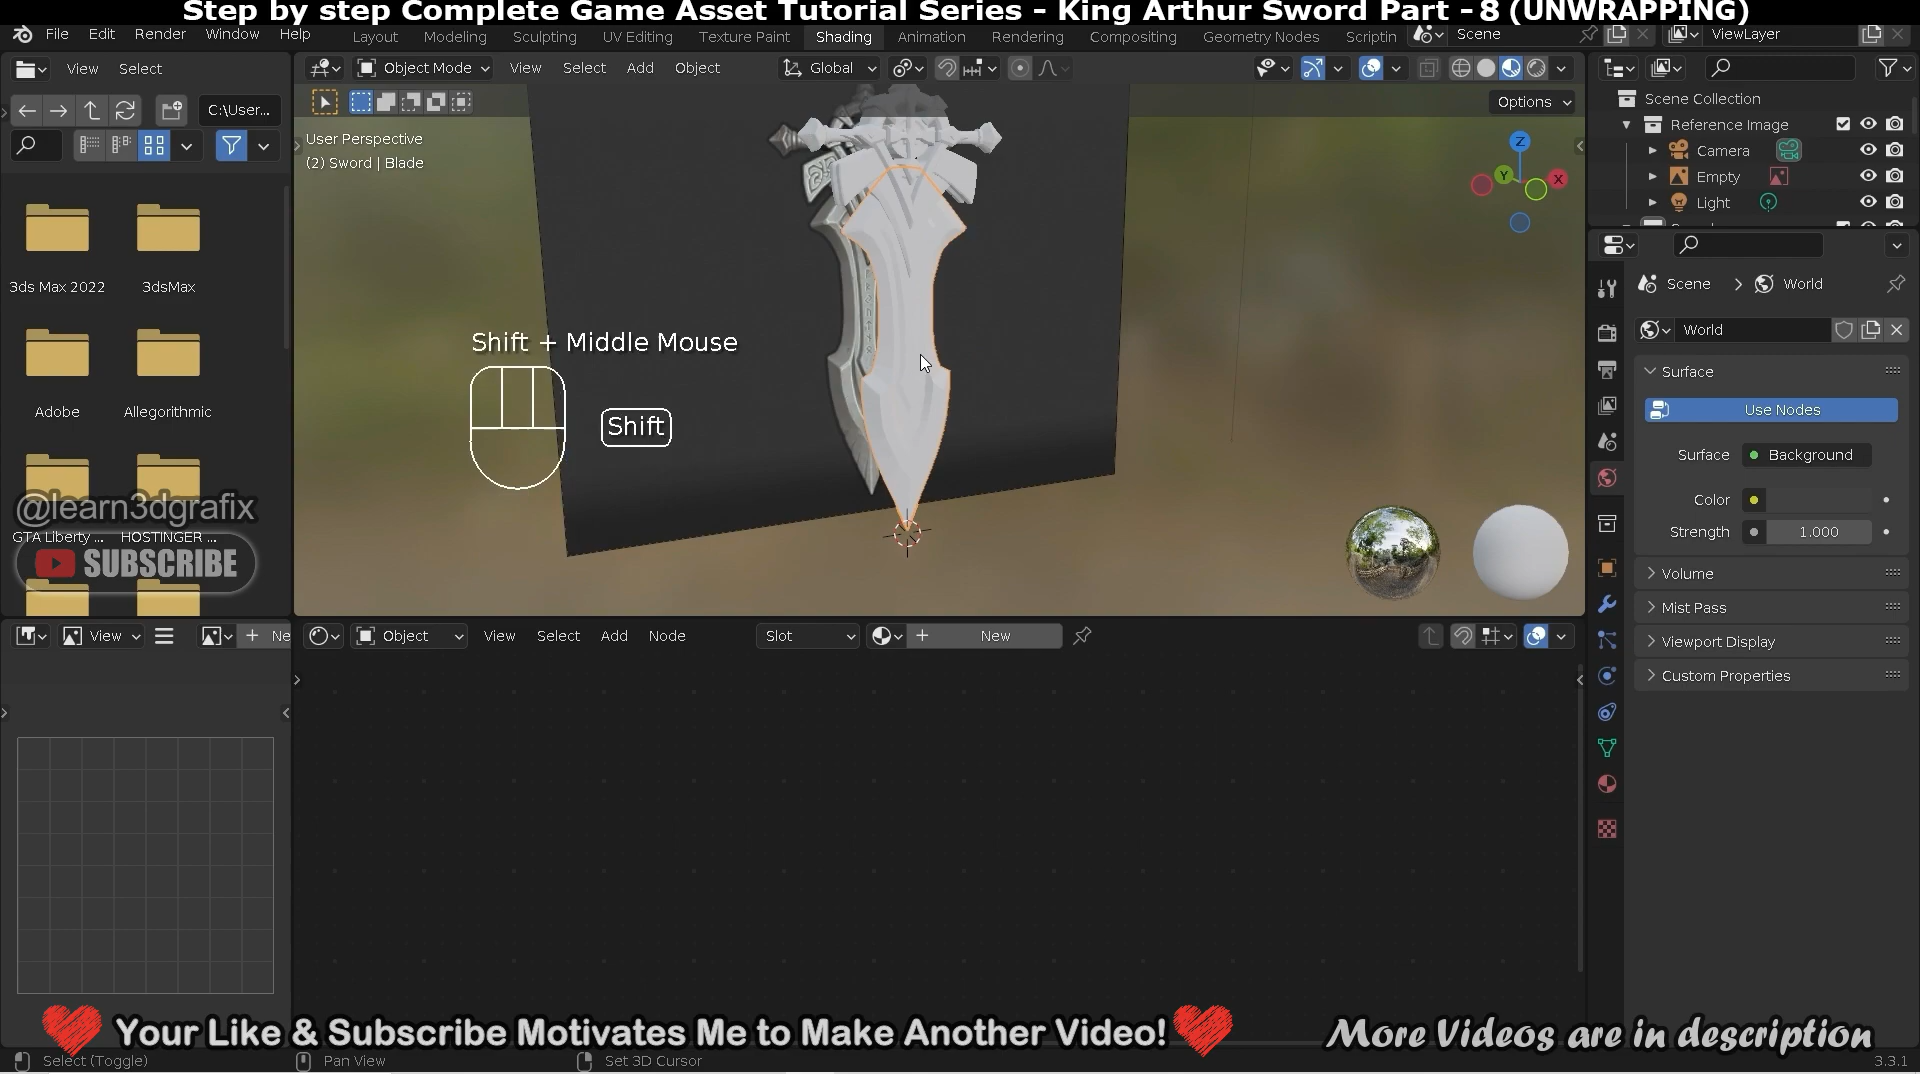 Step by step Complete Game Asset Tutorial Series - King Arthur Sword Part - 8 (UNWRAPPING)
File Edit Render Window Help Layout Modeling Sculpting UV Editing Texture Paint Shading Animation Rendering Compositing Geometry Nodes Scriptin Scene ViewLayer
View Select Object Mode View Select Add Object Global
C:\User... Options
Scene Collection
Reference Image
Camera
Empty
Light
User Perspective
(2) Sword | Blade
Z
Y
X
3ds Max 2022 3dsMax
Scene > World
World
Surface
Use Nodes
Surface Background
Color
Strength 1.000
Volume
Mist Pass
Viewport Display
Custom Properties
Shift + Middle Mouse
Shift
Adobe Allegorithmic
@learn3dgrafix
GTA Liberty ... HOSTINGER ...
SUBSCRIBE
View + Ne Object View Select Add Node Slot + New
Your Like & Subscribe Motivates Me to Make Another Video! More Videos are in description
Select (Toggle) Pan View Set 3D Cursor 3.3.1